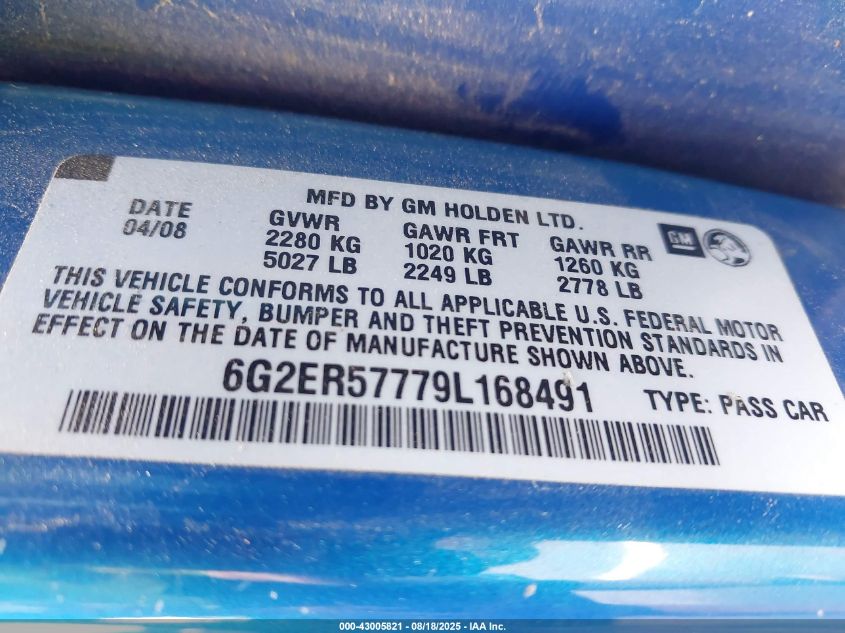 MFD BY GM HOLDEN LTD.
DATE
04/08
GVWR
2280 KG
5027 LB
GAWR FRT
1020 KG
2249 LB
GAWR RR
1260 KG
2778 LB
GM
THIS VEHICLE CONFORMS TO ALL APPLICABLE U.S. FEDERAL MOTOR
VEHICLE SAFETY, BUMPER AND THEFT PREVENTION STANDARDS IN
EFFECT ON THE DATE OF MANUFACTURE SHOWN ABOVE.
6G2ER57779L168491
TYPE: PASS CAR
000-43005821 - 08/18/2025 - IAA Inc.